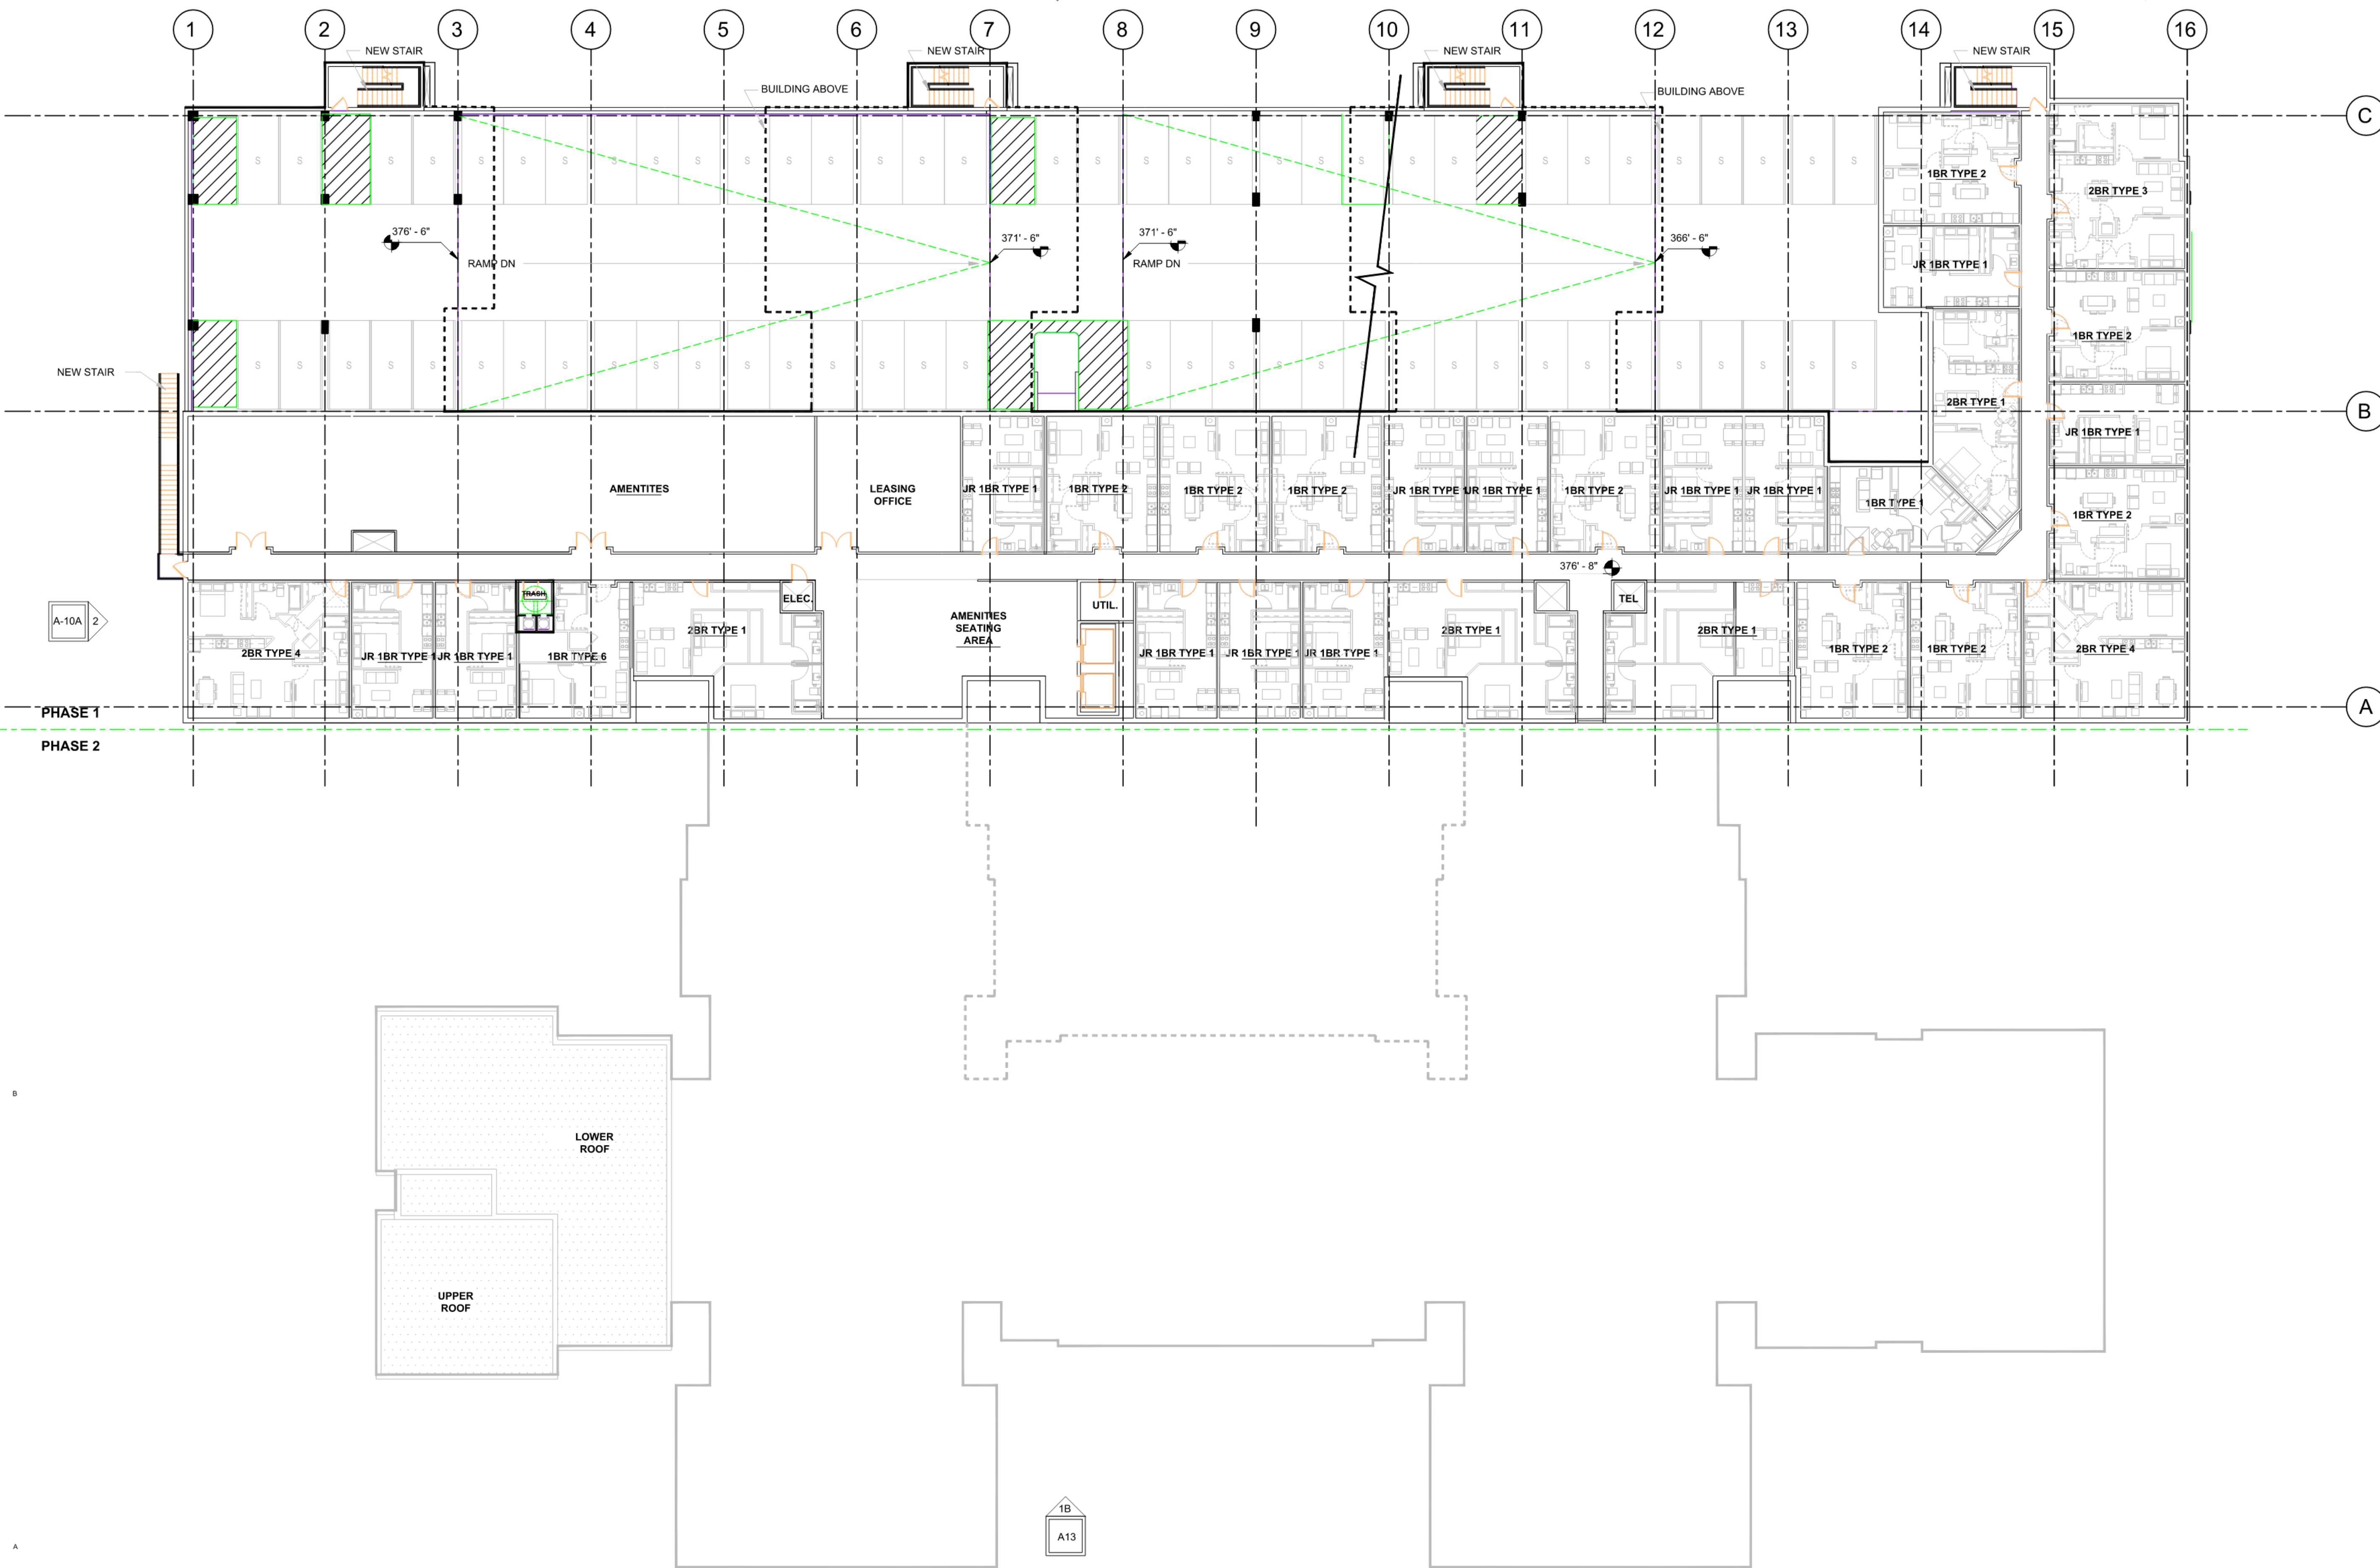 1 2 3 4 5 6 7 8 9 10 11 12 13 14 15 16
NEW STAIR NEW STAIR NEW STAIR NEW STAIR
BUILDING ABOVE BUILDING ABOVE
C
S S S S S S S S S S S S S S S S S S S S S S S S S S S S S S S S S S
1BR TYPE 2
2BR TYPE 3
376' - 6" 371' - 6" 371' - 6" 366' - 6"
RAMP DN RAMP DN
JR 1BR TYPE 1
1BR TYPE 2
S S S S S S S S S S S S S S S S S S S S S S S S S S S S S S S S S S
NEW STAIR
2BR TYPE 1
B
JR 1BR TYPE 1
AMENTITES
LEASING
OFFICE
JR 1BR TYPE 1 1BR TYPE 2 1BR TYPE 2 1BR TYPE 2 JR 1BR TYPE 1 JR 1BR TYPE 1 1BR TYPE 2 JR 1BR TYPE 1 JR 1BR TYPE 1
1BR TYPE 1
1BR TYPE 2
376' - 8"
TRASH
ELEC.
UTIL.
TEL
A-10A 2
AMENITIES
SEATING
AREA
2BR TYPE 4 JR 1BR TYPE 1 JR 1BR TYPE 1 1BR TYPE 6 2BR TYPE 1
JR 1BR TYPE 1 JR 1BR TYPE 1 JR 1BR TYPE 1 2BR TYPE 1 2BR TYPE 1 1BR TYPE 2 1BR TYPE 2 2BR TYPE 4
A
PHASE 1
PHASE 2
B
LOWER
ROOF
UPPER
ROOF
1B
A13
A